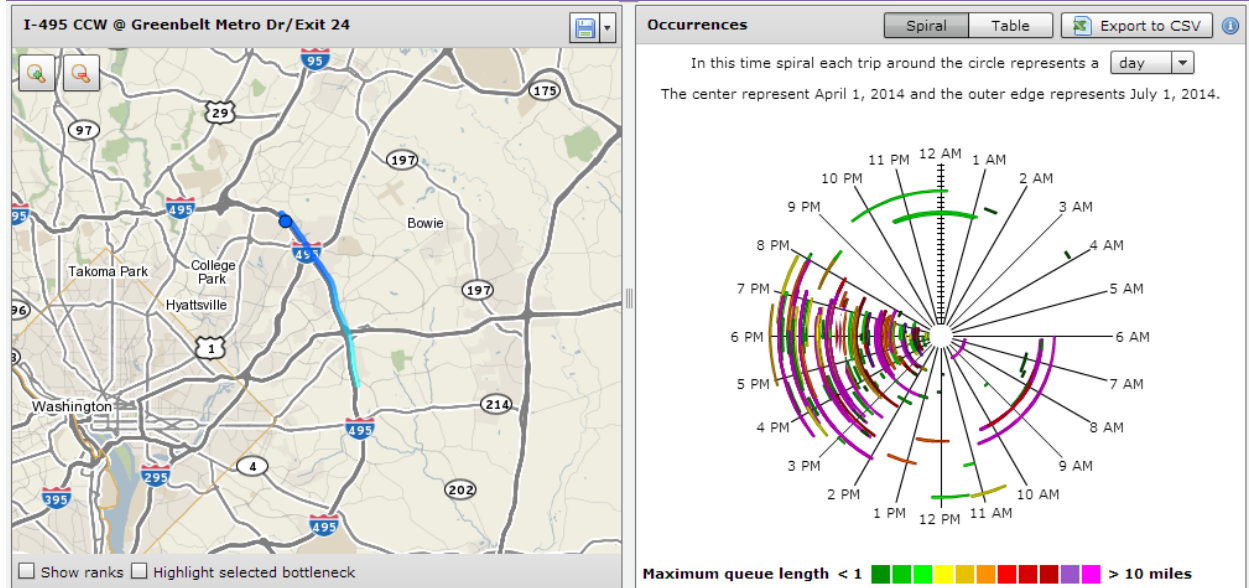 I-495 CCW @ Greenbelt Metro Dr/Exit 24
95
175
29
97
197
495
95
Bowie
495
Takoma Park
College
Park
197
Hyattsville
96
1
Washington
214
495
4
295
202
395
495
Show ranks
Highlight selected bottleneck
Occurrences
Spiral
Table
Export to CSV
In this time spiral each trip around the circle represents a day
The center represent April 1, 2014 and the outer edge represents July 1, 2014.
12 AM
11 PM
1 AM
10 PM
2 AM
9 PM
3 AM
8 PM
4 AM
7 PM
5 AM
6 PM
6 AM
5 PM
7 AM
4 PM
8 AM
3 PM
9 AM
2 PM
10 AM
1 PM
11 AM
12 PM
Maximum queue length < 1 > 10 miles